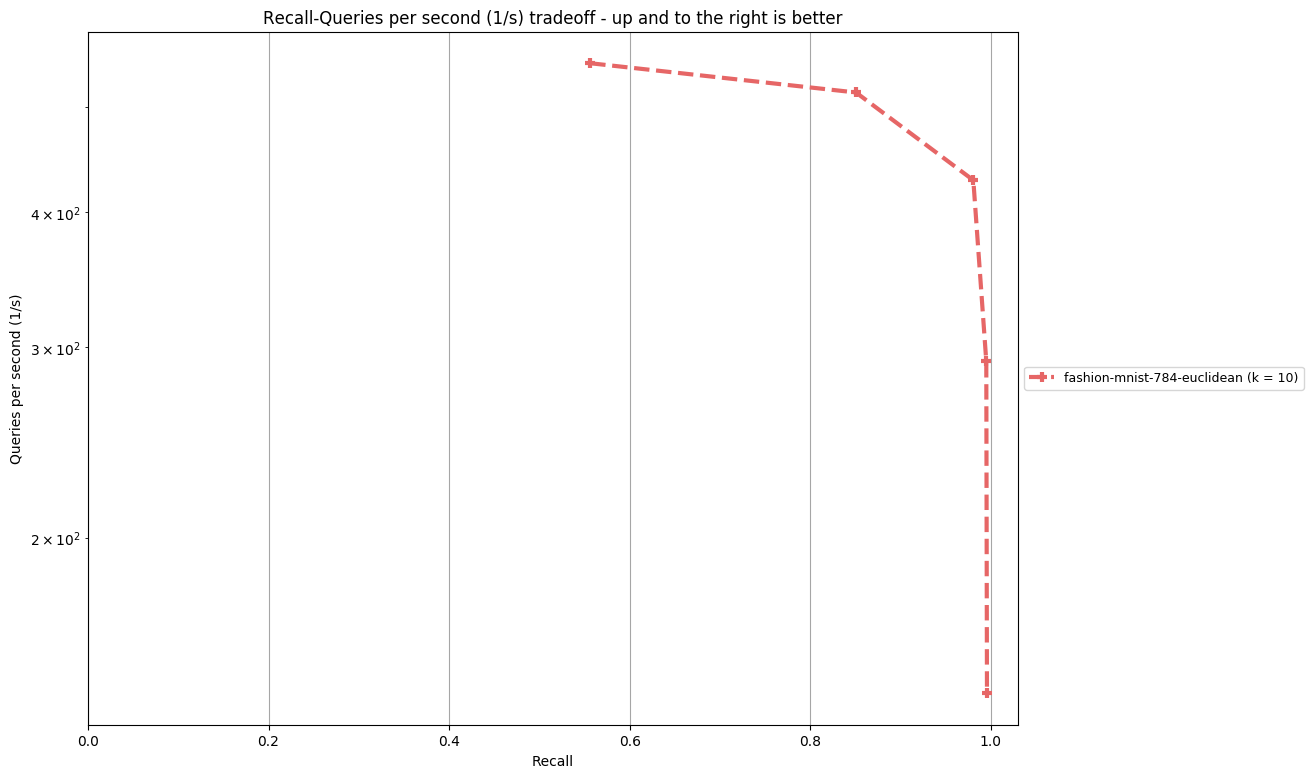 Recall-Queries per second (1/s) tradeoff - up and to the right is better
Queries per second (1/s)
4 × 10²
3 × 10²
2 × 10²
0.0 0.2 0.4 0.6 0.8 1.0
Recall
fashion-mnist-784-euclidean (k = 10)